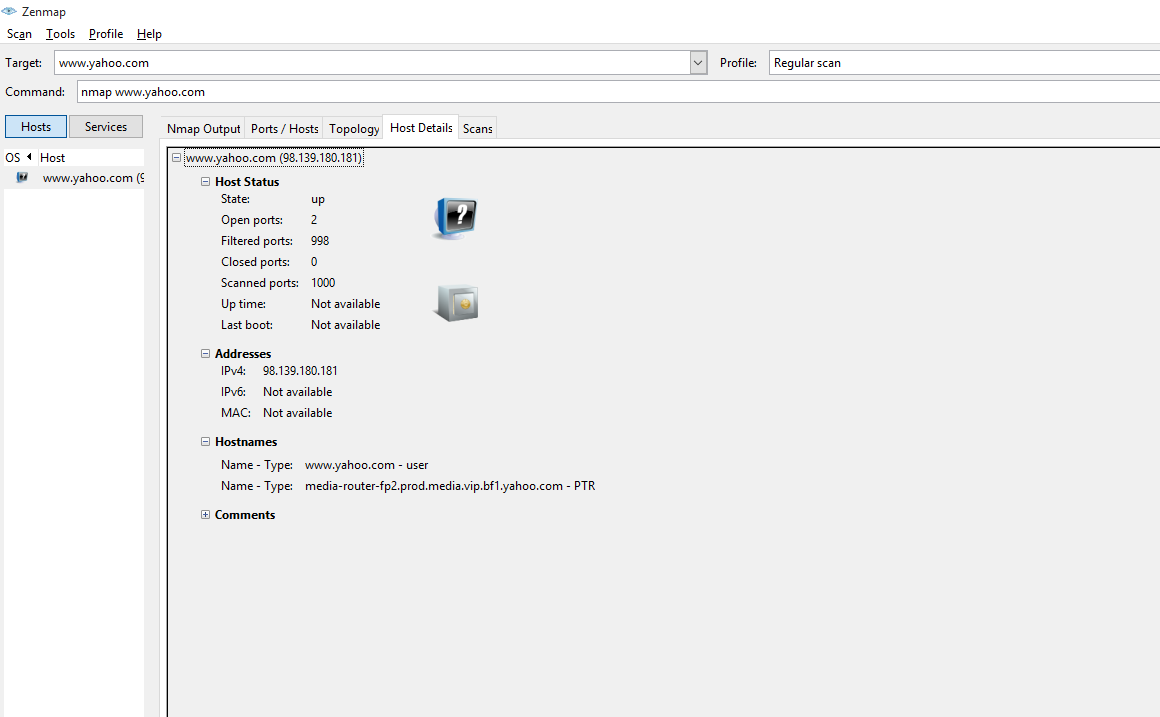 Zenmap
Scan Tools Profile Help
Target: www.yahoo.com Profile: Regular scan
Command: nmap www.yahoo.com
Hosts Services Nmap Output Ports / Hosts Topology Host Details Scans
OS Host
www.yahoo.com (9
www.yahoo.com (98.139.180.181)
Host Status
State: up
Open ports: 2
Filtered ports: 998
Closed ports: 0
Scanned ports: 1000
Up time: Not available
Last boot: Not available
Addresses
IPv4: 98.139.180.181
IPv6: Not available
MAC: Not available
Hostnames
Name - Type: www.yahoo.com - user
Name - Type: media-router-fp2.prod.media.vip.bf1.yahoo.com - PTR
Comments